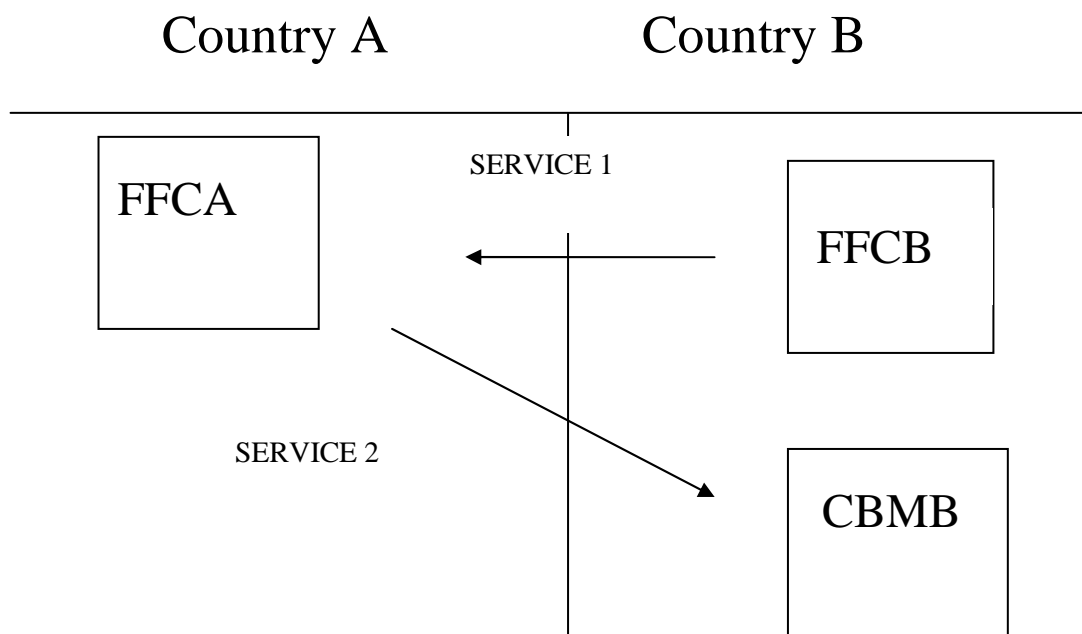 Country A
Country B
SERVICE 1
FFCA
FFCB
SERVICE 2
CBMB